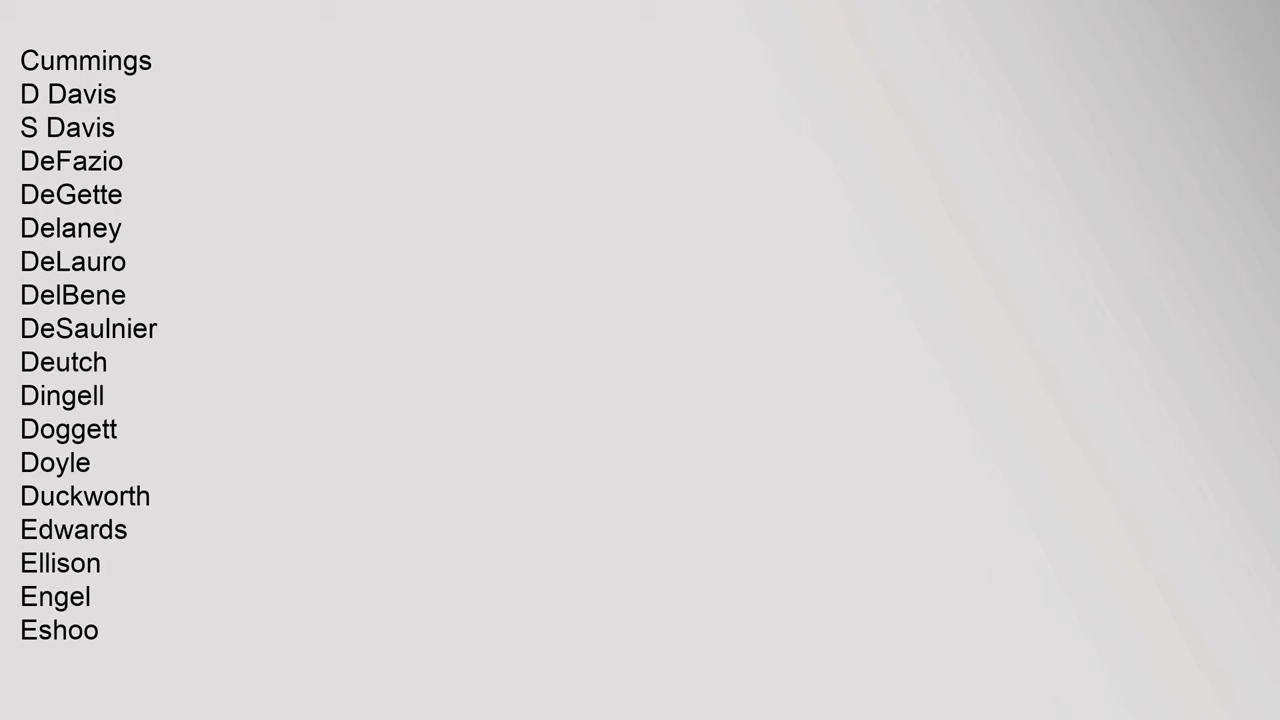 Cummings
D Davis
S Davis
DeFazio
DeGette
Delaney
DeLauro
DelBene
DeSaulnier
Deutch
Dingell
Doggett
Doyle
Duckworth
Edwards
Ellison
Engel
Eshoo